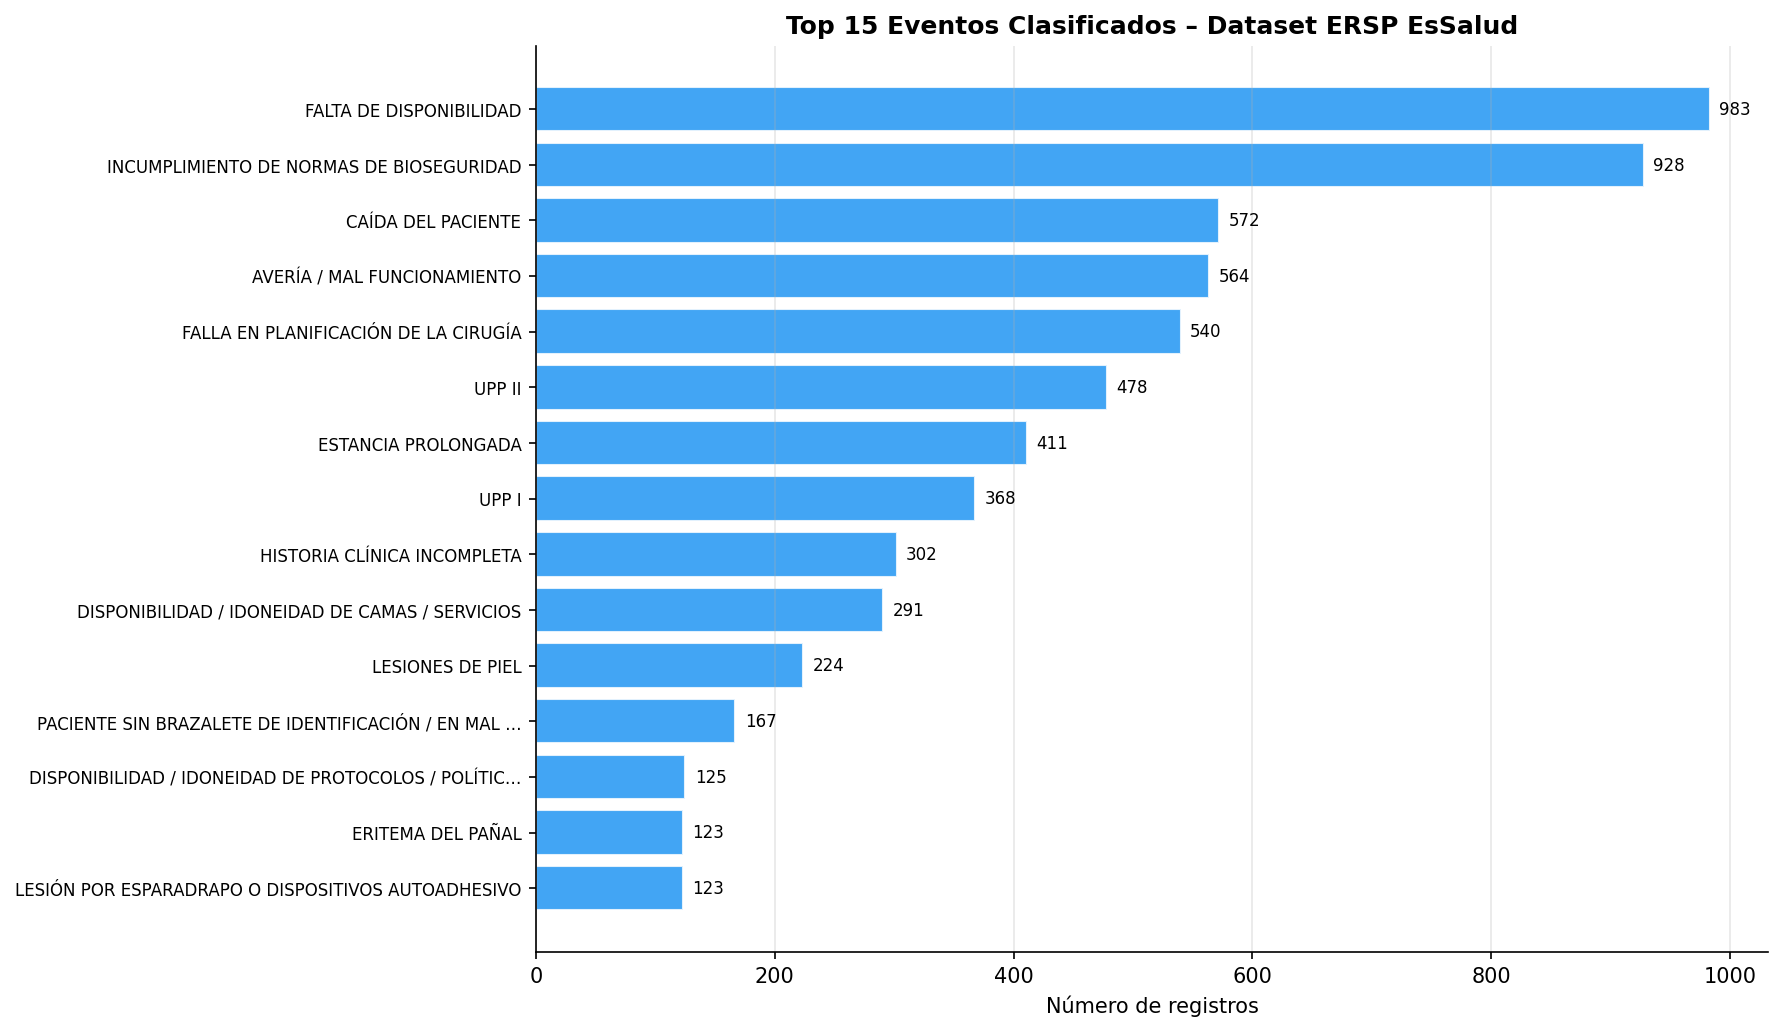 Top 15 Eventos Clasificados – Dataset ERSP EsSalud
FALTA DE DISPONIBILIDAD 983
INCUMPLIMIENTO DE NORMAS DE BIOSEGURIDAD 928
CAÍDA DEL PACIENTE 572
AVERÍA / MAL FUNCIONAMIENTO 564
FALLA EN PLANIFICACIÓN DE LA CIRUGÍA 540
UPP II 478
ESTANCIA PROLONGADA 411
UPP I 368
HISTORIA CLÍNICA INCOMPLETA 302
DISPONIBILIDAD / IDONEIDAD DE CAMAS / SERVICIOS 291
LESIONES DE PIEL 224
PACIENTE SIN BRAZALETE DE IDENTIFICACIÓN / EN MAL … 167
DISPONIBILIDAD / IDONEIDAD DE PROTOCOLOS / POLÍTIC… 125
ERITEMA DEL PAÑAL 123
LESIÓN POR ESPARADRAPO O DISPOSITIVOS AUTOADHESIVO 123
0 200 400 600 800 1000
Número de registros